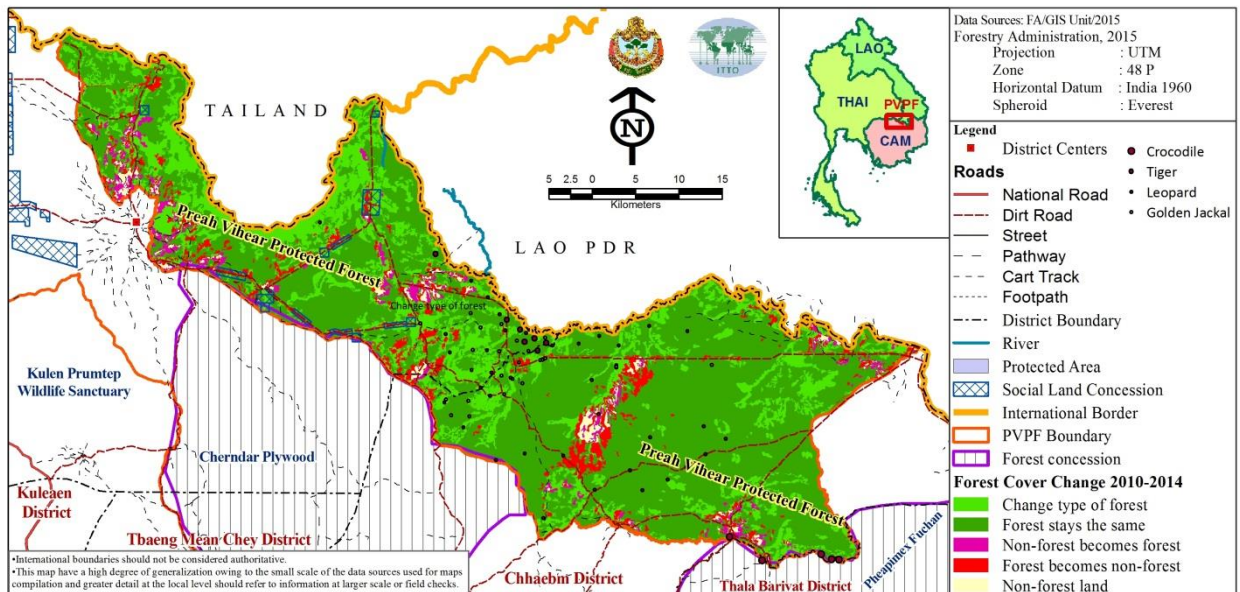 TAILAND
LAO PDR
ITTO
N
5 2.5 0 5 10 15
Kilometers
LAO
THAI
PVPF
CAM
Preah Vihear Protected Forest
Change type of forest
Preah Vihear Protected Forest
Kulen Prumtep
Wildlife Sanctuary
Cherndar Plywood
Kuleaen
District
Tbaeng Mean Chey District
Chhaebm District
Thala Barivat District
Pheapimex Fuchan
•International boundaries should not be considered authoritative.
•This map have a high degree of generalization owing to the small scale of the data sources used for maps
compilation and greater detail at the local level should refer to information at larger scale or field checks.
Data Sources: FA/GIS Unit/2015
Forestry Administration, 2015
Projection : UTM
Zone : 48 P
Horizontal Datum : India 1960
Spheroid : Everest
Legend
District Centers
Roads
National Road
Dirt Road
Street
Pathway
Cart Track
Footpath
District Boundary
River
Protected Area
Social Land Concession
International Border
PVPF Boundary
Forest concession
Crocodile
Tiger
Leopard
Golden Jackal
Forest Cover Change 2010-2014
Change type of forest
Forest stays the same
Non-forest becomes forest
Forest becomes non-forest
Non-forest land